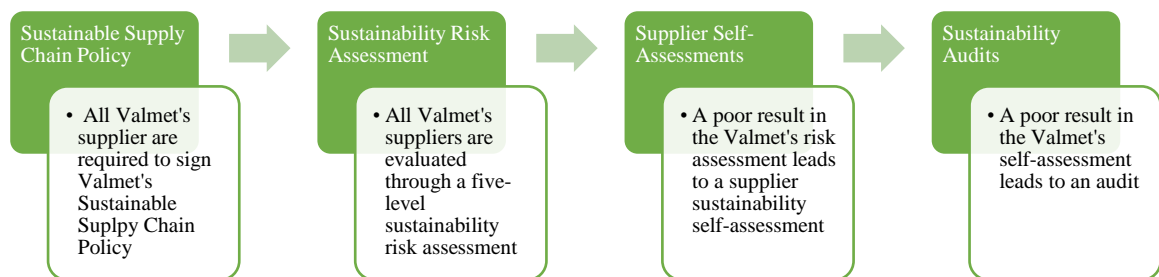 Sustainable Supply
Chain Policy
• All Valmet's
supplier are
required to sign
Valmet's
Sustainable
Suplpy Chain
Policy
Sustainability Risk
Assessment
• All Valmet's
suppliers are
evaluated
through a five-
level
sustainability
risk assessment
Supplier Self-
Assessments
• A poor result in
the Valmet's risk
assessment leads
to a supplier
sustainability
self-assessment
Sustainability
Audits
• A poor result in
the Valmet's
self-assessment
leads to an audit